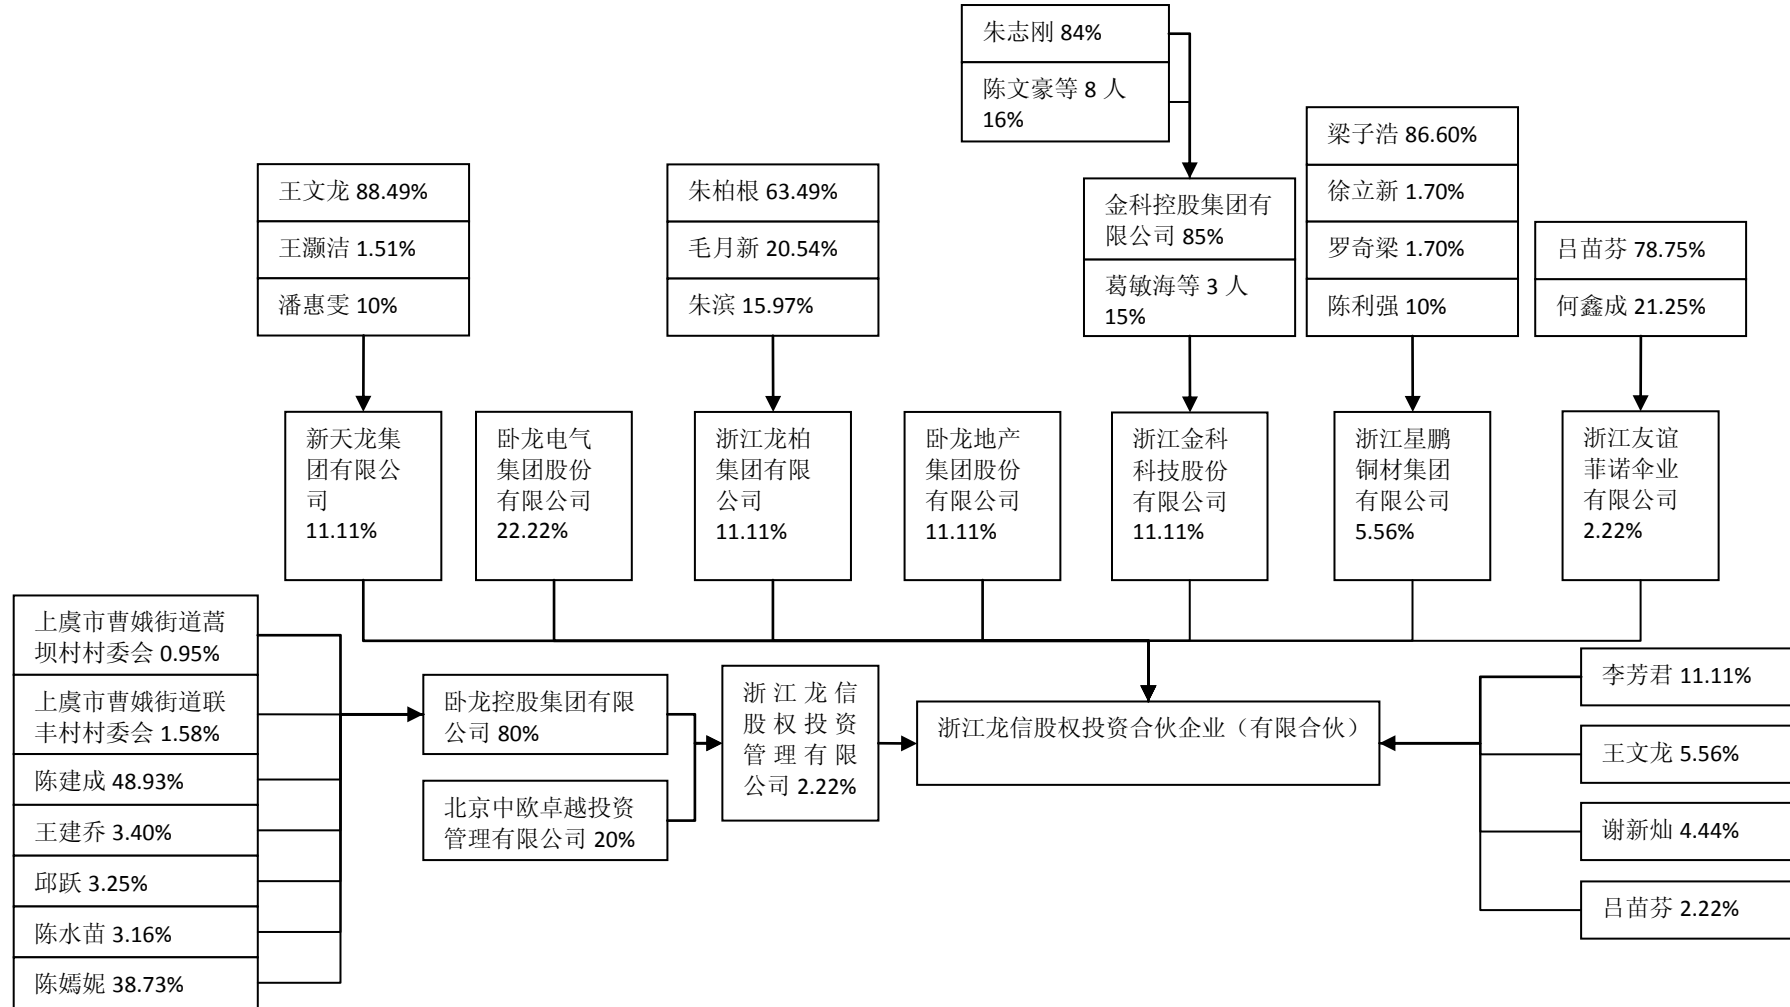 朱志刚 84%
陈文豪等 8 人
16%
王文龙 88.49%
王灏洁 1.51%
潘惠雯 10%
朱柏根 63.49%
毛月新 20.54%
朱滨 15.97%
金科控股集团有
限公司 85%
葛敏海等 3 人
15%
梁子浩 86.60%
徐立新 1.70%
罗奇梁 1.70%
陈利强 10%
吕苗芬 78.75%
何鑫成 21.25%
新天龙集
团有限公
司
11.11%
卧龙电气
集团股份
有限公司
22.22%
浙江龙柏
集团有限
公司
11.11%
卧龙地产
集团股份
有限公司
11.11%
浙江金科
科技股份
有限公司
11.11%
浙江星鹏
铜材集团
有限公司
5.56%
浙江友谊
菲诺伞业
有限公司
2.22%
上虞市曹娥街道蒿
坝村村委会 0.95%
上虞市曹娥街道联
丰村村委会 1.58%
陈建成 48.93%
王建乔 3.40%
邱跃 3.25%
陈水苗 3.16%
陈嫣妮 38.73%
卧龙控股集团有限
公司 80%
北京中欧卓越投资
管理有限公司 20%
浙江龙信
股权投资
管理有限
公司 2.22%
浙江龙信股权投资合伙企业（有限合伙）
李芳君 11.11%
王文龙 5.56%
谢新灿 4.44%
吕苗芬 2.22%